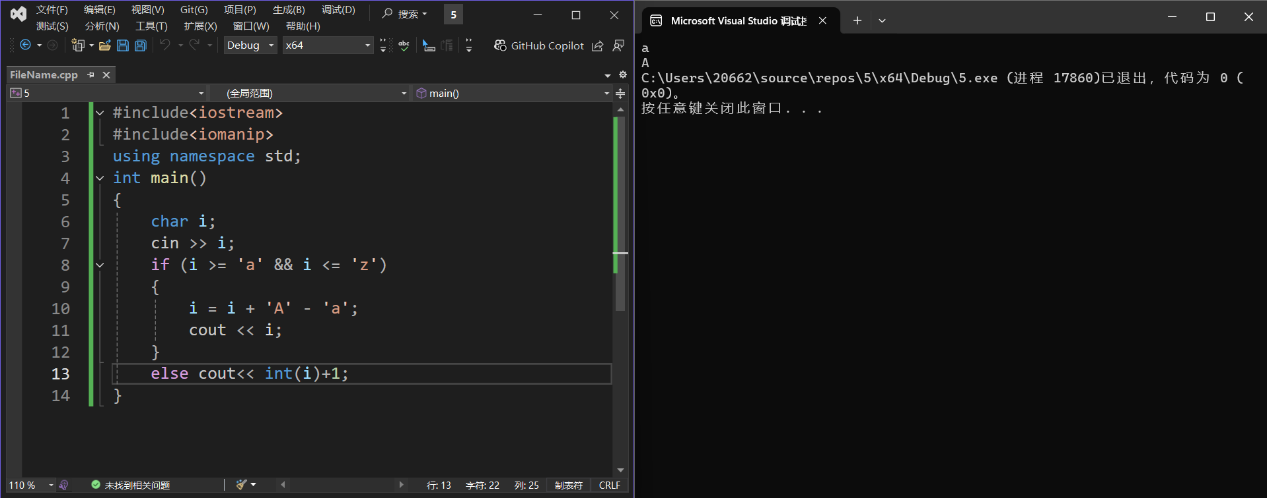 文件(F) 编辑(E) 视图(V) Git(G) 项目(P) 生成(B) 调试(D) 搜索 5
测试(S) 分析(N) 工具(T) 扩展(X) 窗口(W) 帮助(H)
Debug x64 GitHub Copilot
FileName.cpp
5 (全局范围) main()
1 #include<iostream>
2 #include<iomanip>
3 using namespace std;
4 int main()
5 {
6 char i;
7 cin >> i;
8 if (i >= 'a' && i <= 'z')
9 {
10 i = i + 'A' - 'a';
11 cout << i;
12 }
13 else cout<< int(i)+1;
14 }
110 % 未找到相关问题 行: 13 字符: 22 列: 25 制表符 CRLF
Microsoft Visual Studio 调试
a
A
C:\Users\20662\source\repos\5\x64\Debug\5.exe (进程 17860)已退出，代码为 0 (
0x0)。
按任意键关闭此窗口. . .